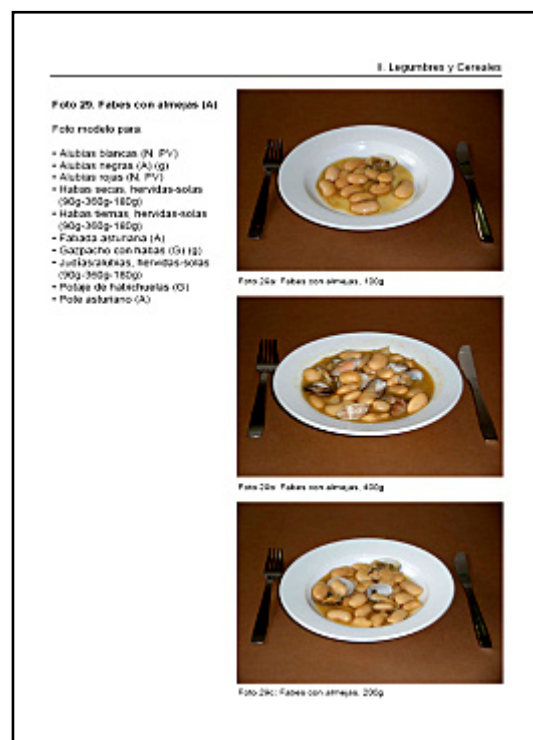 II. Legumbres y Cereales
Foto 29. Fabes con almejas (A)
Foto modelo para:
- Alubias blancas (N, PV)
- Alubias negras (A) (g)
- Alubias rojas (N, PV)
- Habas secas, hervidas-solas
(90g-360g-180g)
- Habas tiernas, hervidas-solas
(90g-360g-180g)
- Fabada asturiana (A)
- Gazpacho con habas (G) (g)
- Judías/alubias, hervidas-solas
(90g-360g-180g)
- Potaje de habichuelas (G)
- Pote asturiano (A)
Foto 29a: Fabes con almejas, 100g
Foto 29b: Fabes con almejas, 400g
Foto 29c: Fabes con almejas, 200g